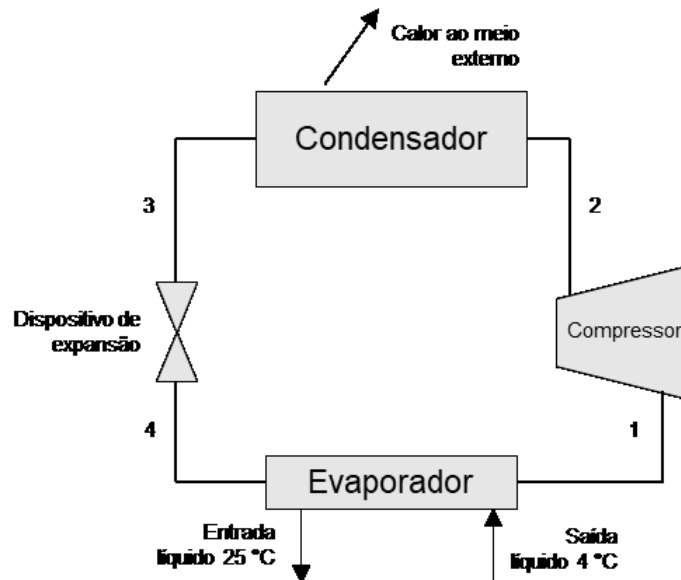 Calor ao meio
externo
Condensador
3
2
Dispositivo de
expansão
Compressor
4
1
Evaporador
Entrada
líquido 25 °C
Saída
líquido 4 °C